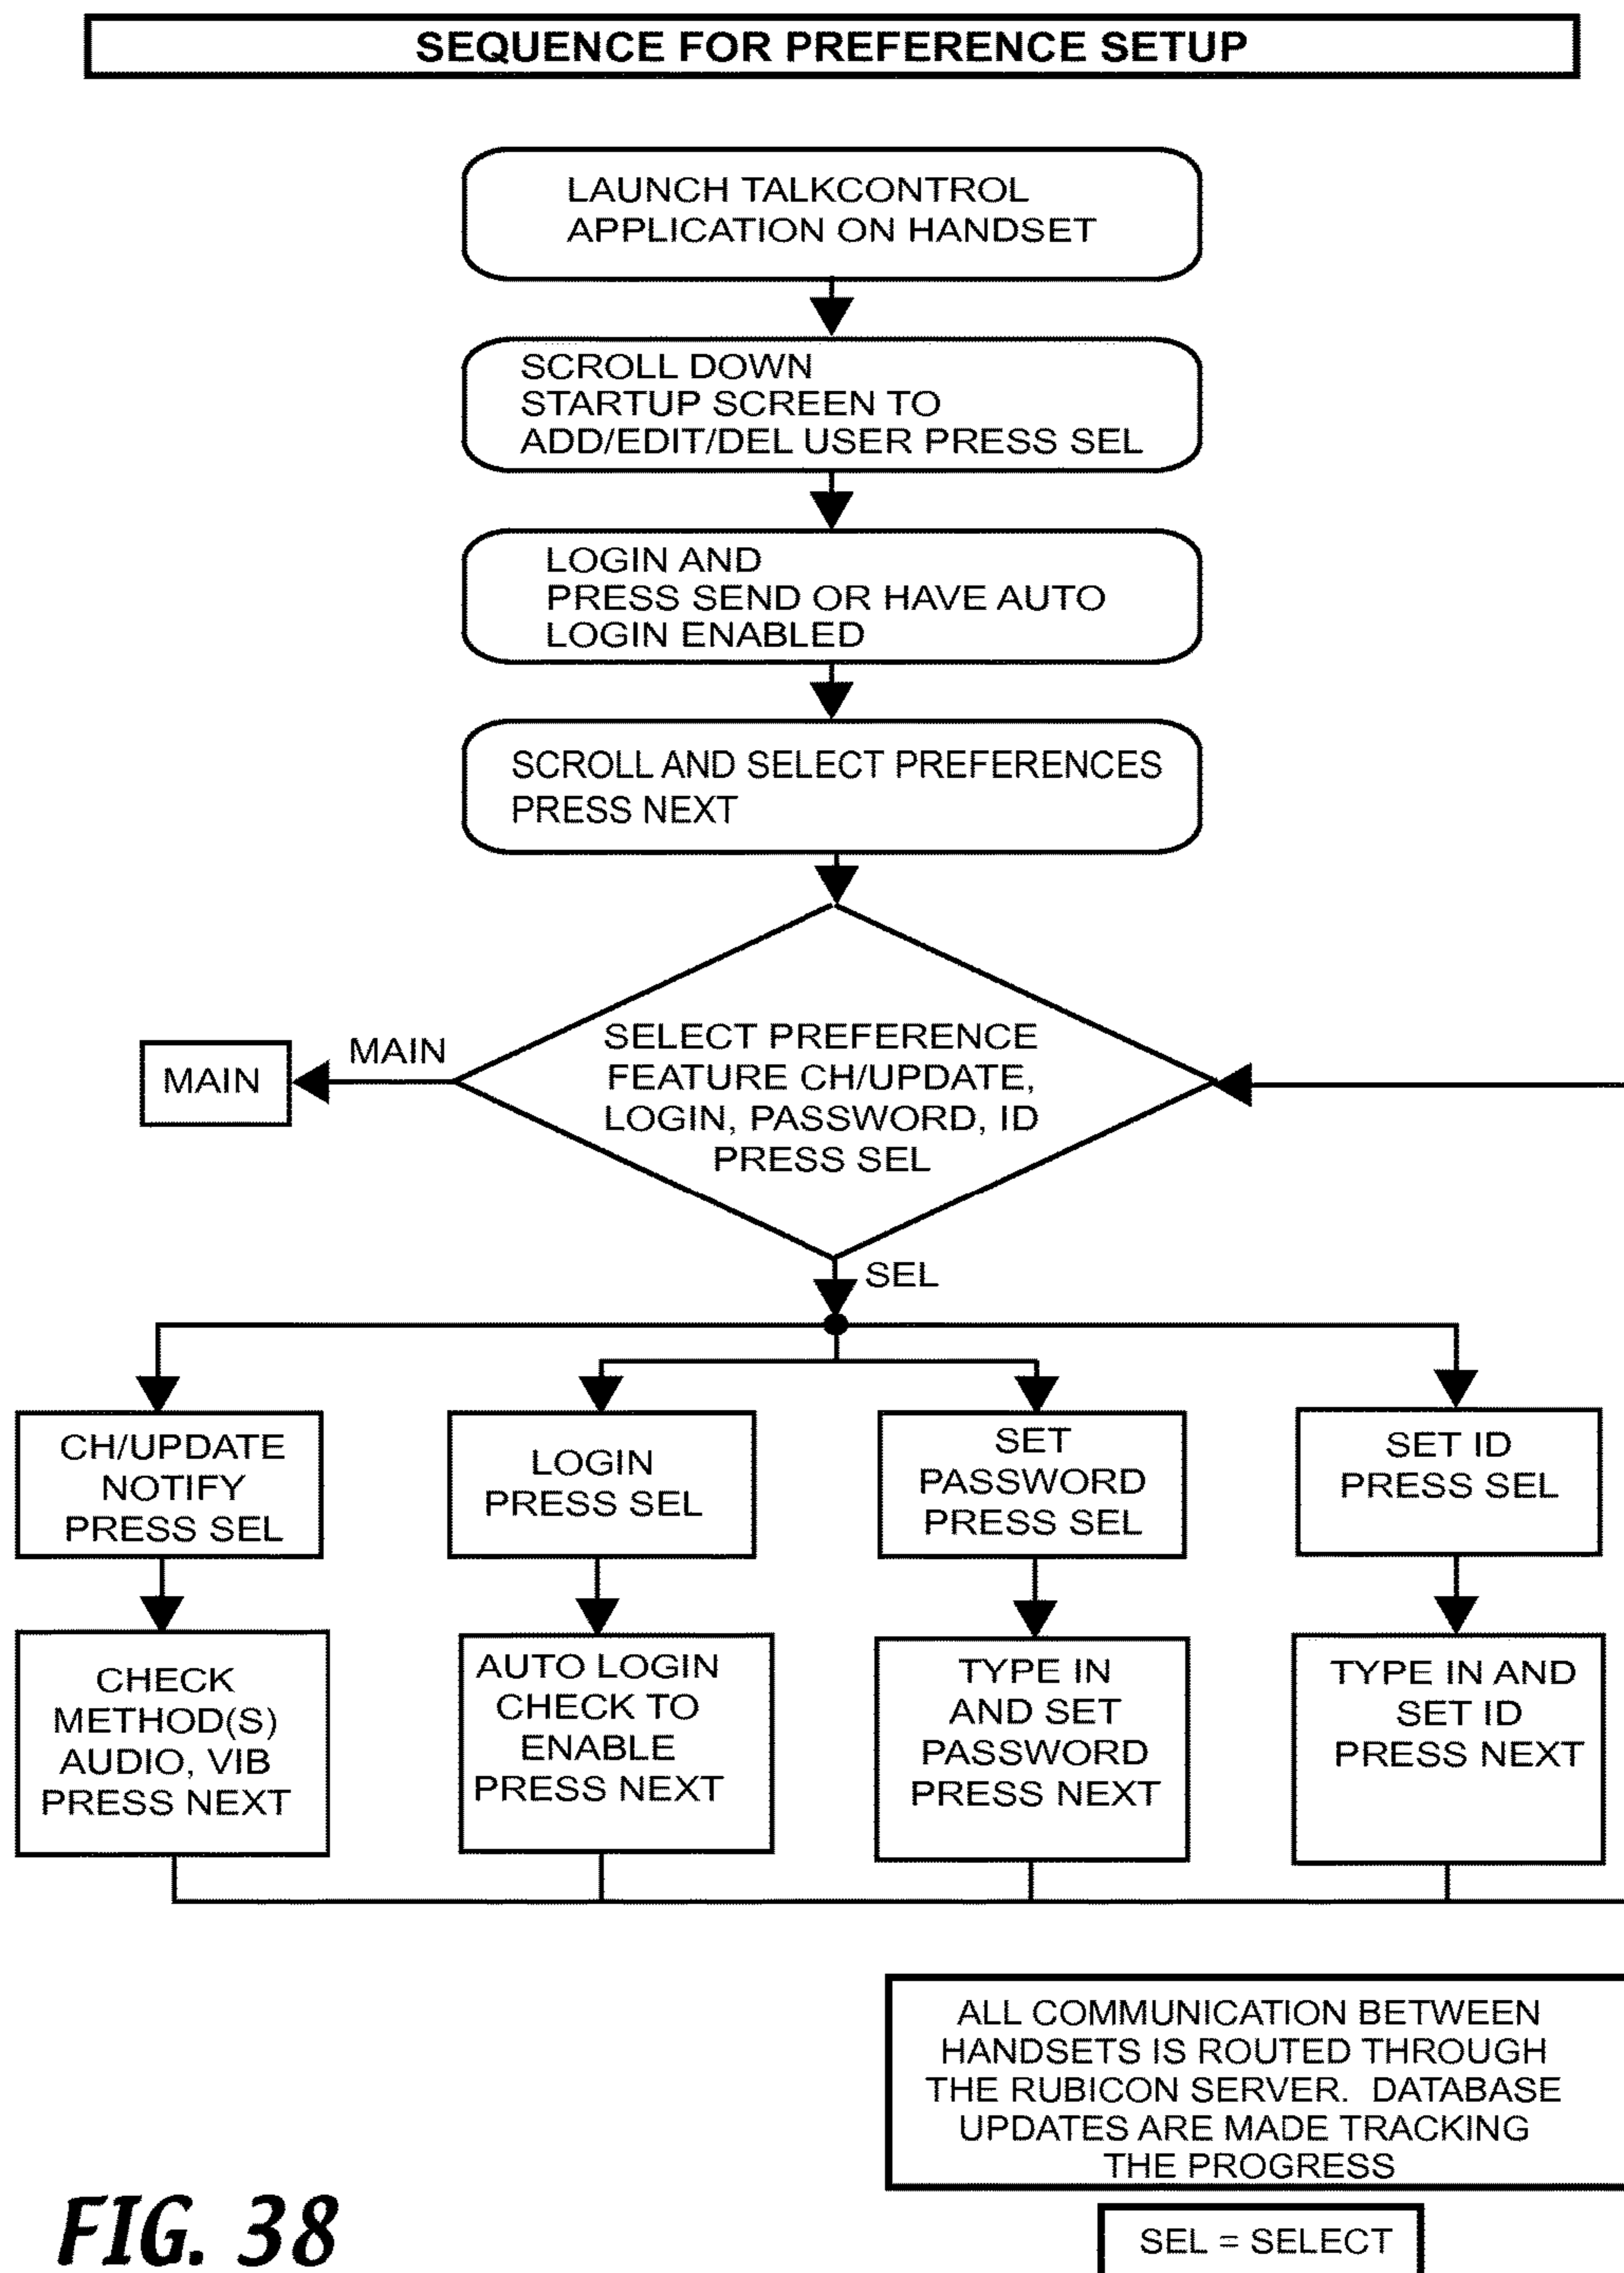 SEQUENCE FOR PREFERENCE SETUP
LAUNCH TALKCONTROL
APPLICATION ON HANDSET
SCROLL DOWN
STARTUP SCREEN TO
ADD/EDIT/DEL USER PRESS SEL
LOGIN AND
PRESS SEND OR HAVE AUTO
LOGIN ENABLED
SCROLL AND SELECT PREFERENCES
PRESS NEXT
MAIN
MAIN
SELECT PREFERENCE
FEATURE CH/UPDATE,
LOGIN, PASSWORD, ID
PRESS SEL
SEL
CH/UPDATE
NOTIFY
PRESS SEL
LOGIN
PRESS SEL
SET
PASSWORD
PRESS SEL
SET ID
PRESS SEL
CHECK
METHOD(S)
AUDIO, VIB
PRESS NEXT
AUTO LOGIN
CHECK TO
ENABLE
PRESS NEXT
TYPE IN
AND SET
PASSWORD
PRESS NEXT
TYPE IN AND
SET ID
PRESS NEXT
ALL COMMUNICATION BETWEEN
HANDSETS IS ROUTED THROUGH
THE RUBICON SERVER. DATABASE
UPDATES ARE MADE TRACKING
THE PROGRESS
SEL = SELECT
FIG. 38